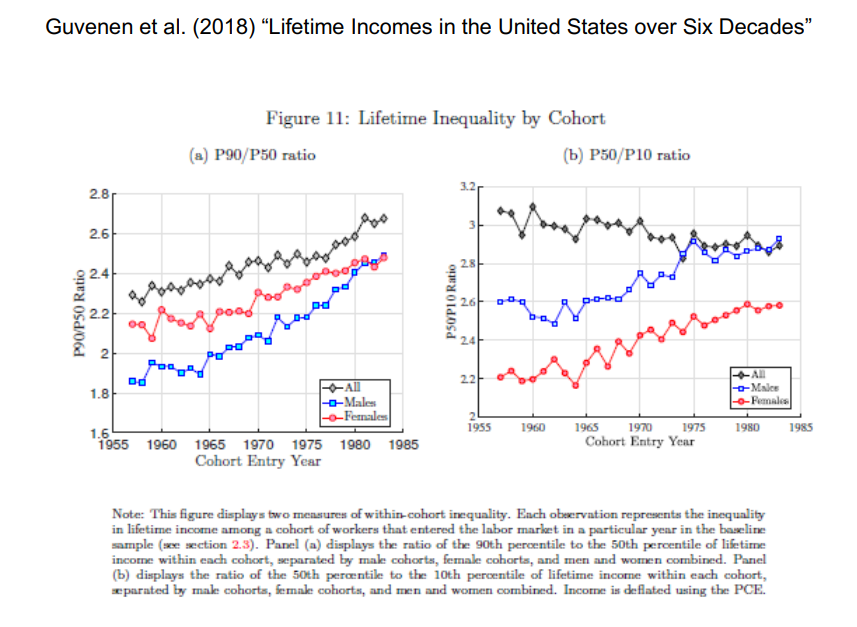 Guvenen et al. (2018) “Lifetime Incomes in the United States over Six Decades”
Figure 11: Lifetime Inequality by Cohort
(a) P90/P50 ratio
2.8
2.6
2.4
2.2
2
1.8
1.6
P90/P50 Ratio
All
Males
Females
1955 1960 1965 1970 1975 1980 1985
Cohort Entry Year
(b) P50/P10 ratio
3.2
3
2.8
2.6
2.4
2.2
2
P50/P10 Ratio
All
Males
Females
1955 1960 1965 1970 1975 1980 1985
Cohort Entry Year
Note: This figure displays two measures of within-cohort inequality. Each observation represents the inequality
in lifetime income among a cohort of workers that entered the labor market in a particular year in the baseline
sample (see section 2.3). Panel (a) displays the ratio of the 90th percentile to the 50th percentile of lifetime
income within each cohort, separated by male cohorts, female cohorts, and men and women combined. Panel
(b) displays the ratio of the 50th percentile to the 10th percentile of lifetime income within each cohort,
separated by male cohorts, female cohorts, and men and women combined. Income is deflated using the PCE.